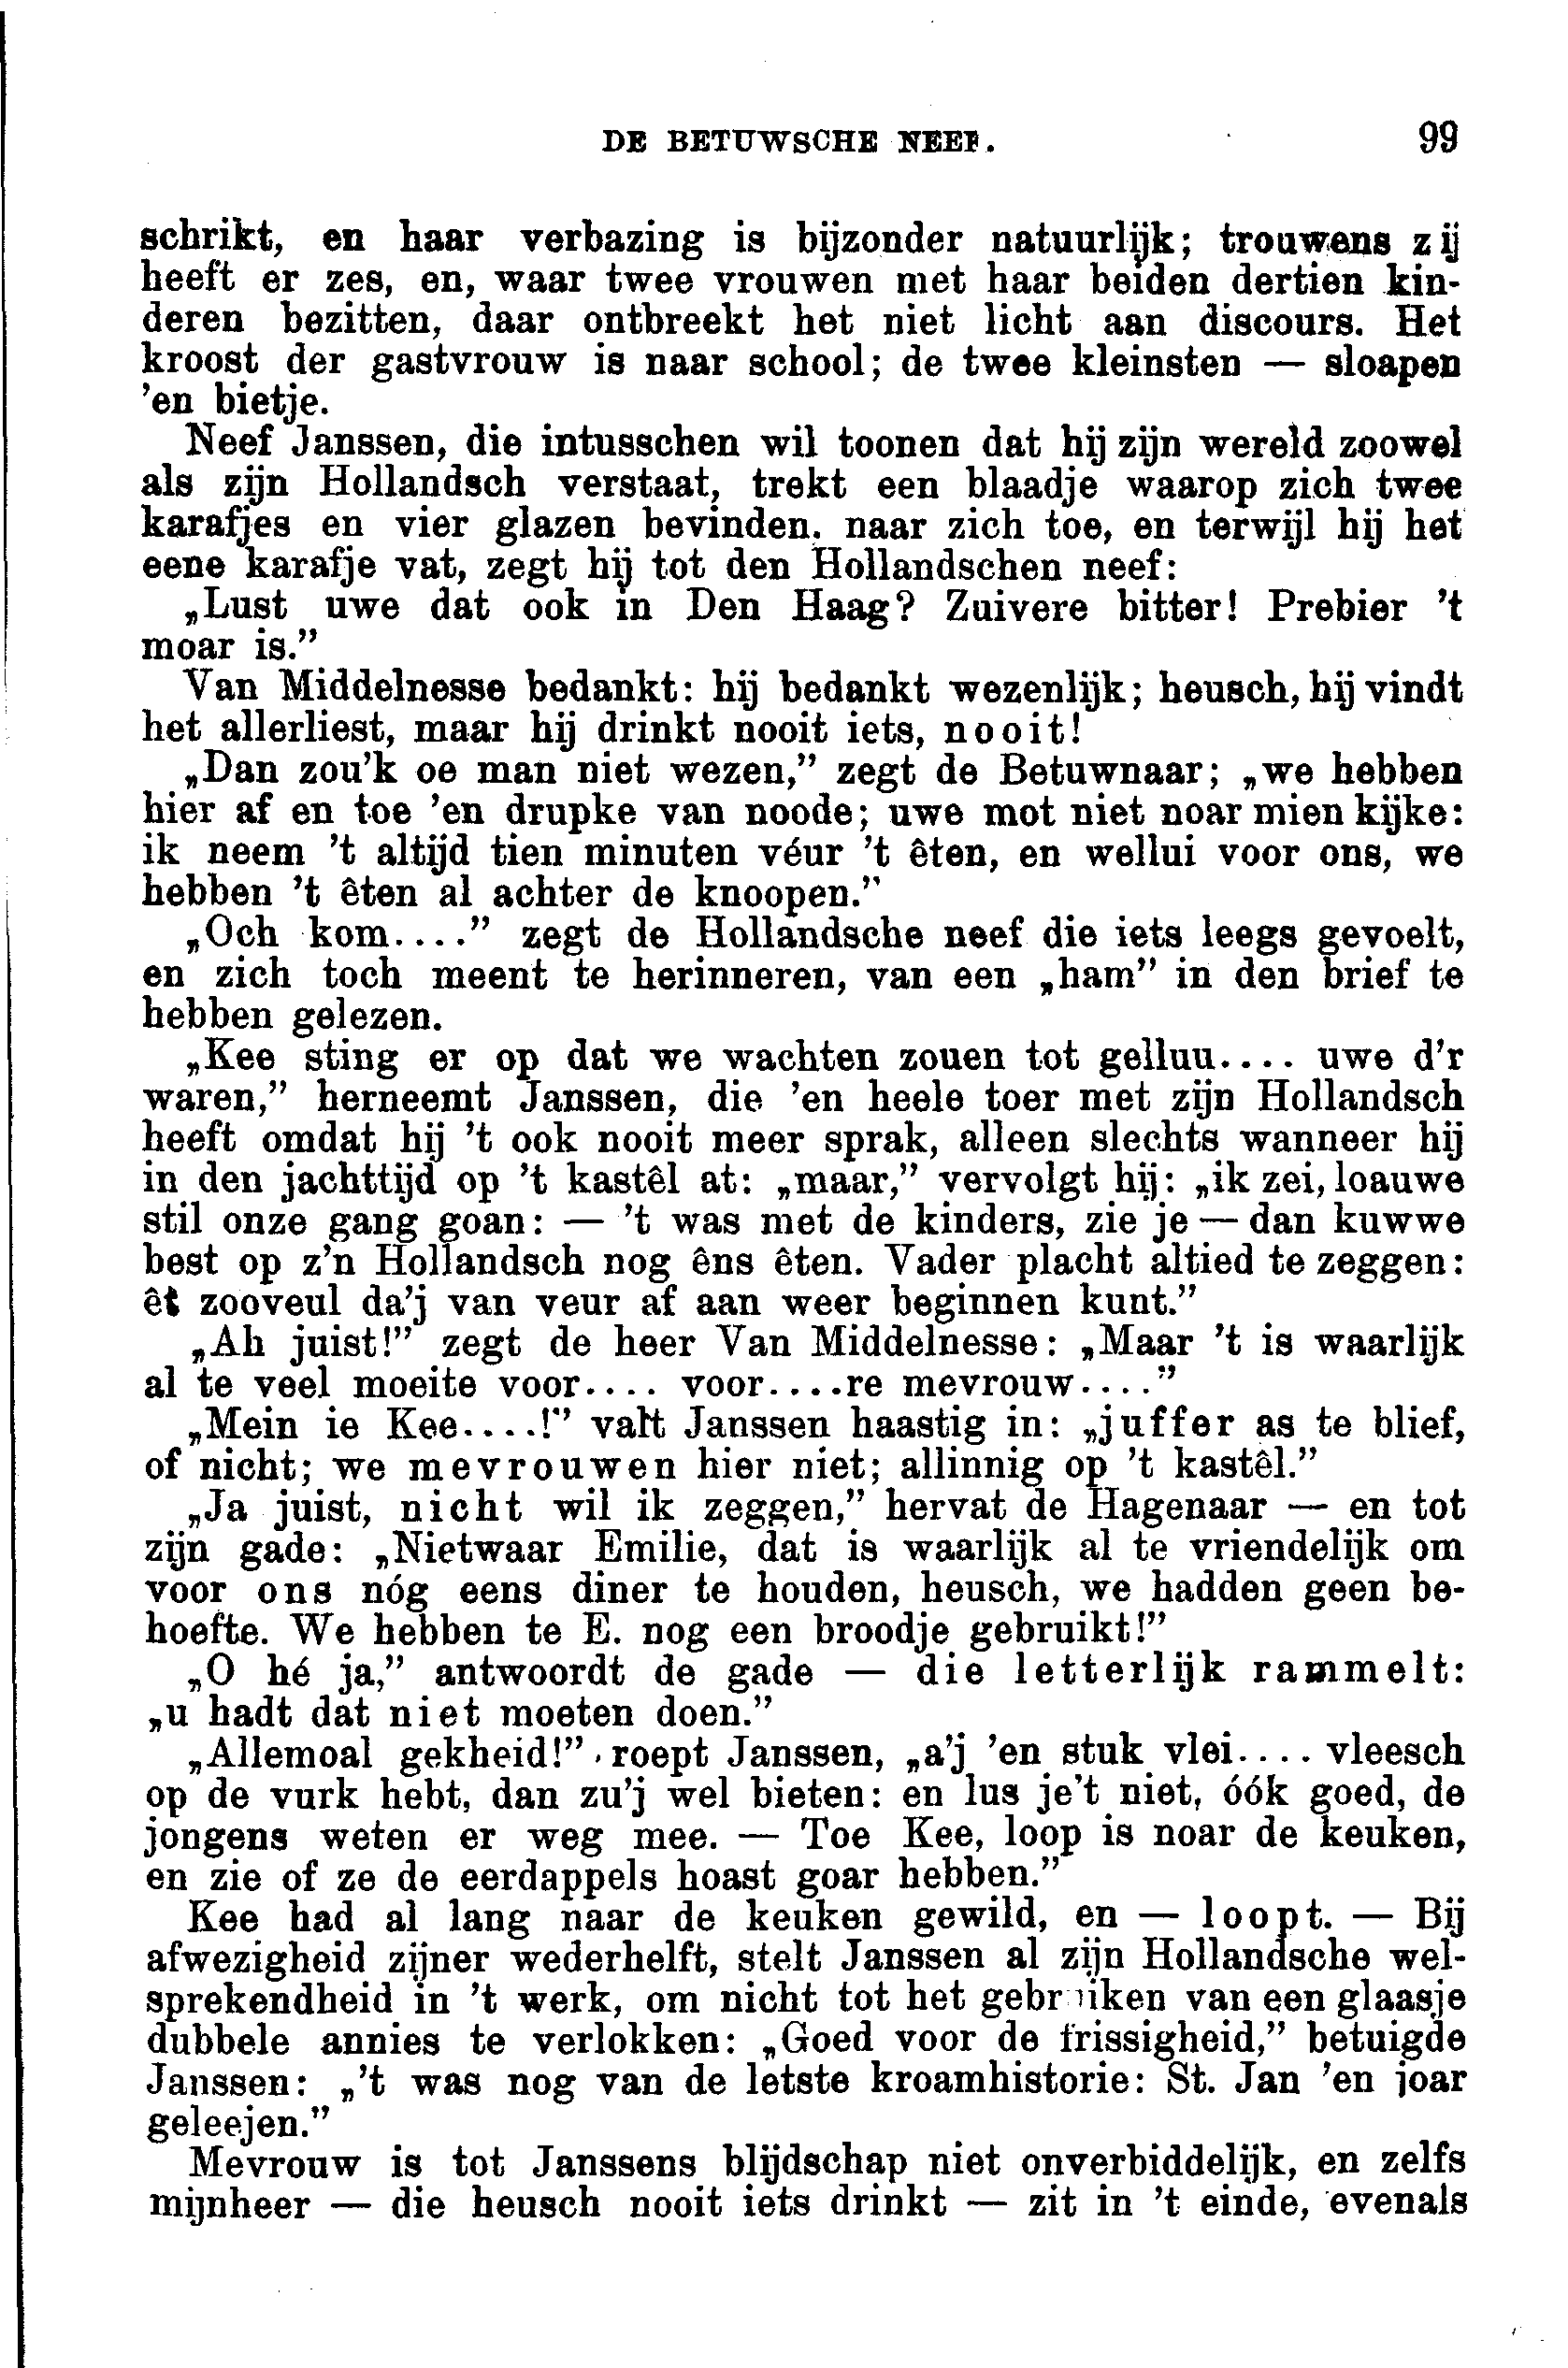 DE BETUWSCHE NEEF. 99
schrikt, en haar verbazing is bijzonder natuurlijk; trouwens zij
heeft er zes, en, waar twee vrouwen met haar beiden dertien kin-
deren bezitten, daar ontbreekt het niet licht aan discours. Het
kroost der gastvrouw is naar school; de twee kleinsten — sloapen
'en bietje.
Neef Janssen, die intusschen wil toonen dat hij zijn wereld zoowel
als zijn Hollandsch verstaat, trekt een blaadje waarop zich twee
karafjes en vier glazen bevinden, naar zich toe, en terwijl hij het
eene karafje vat, zegt hij tot den Hollandschen neef:
„Lust uwe dat ook in Den Haag? Zuivere bitter! Prebier 't
moar is.”
Van Middelnesse bedankt: hij bedankt wezenlijk; heusch, hij vindt
het allerliest, maar hij drinkt nooit iets, nooit!
„Dan zou'k oe man niet wezen,” zegt de Betuwnaar; „we hebben
hier af en toe 'en drupke van noode; uwe mot niet noar mien kijke:
ik neem 't altijd tien minuten véur 't êten, en wellui voor ons, we
hebben 't êten al achter de knoopen.”
„Och kom....” zegt de Hollandsche neef die iets leegs gevoelt,
en zich toch meent te herinneren, van een „ham” in den brief te
hebben gelezen.
„Kee sting er op dat we wachten zouen tot gelluu.... uwe d'r
waren,” herneemt Janssen, die 'en heele toer met zijn Hollandsch
heeft omdat hij 't ook nooit meer sprak, alleen slechts wanneer hij
in den jachttijd op 't kastêl at: „maar,” vervolgt hij: „ik zei, loauwe
stil onze gang goan: — 't was met de kinders, zie je — dan kuwwe
best op z'n Hollandsch nog êns êten. Vader placht altied te zeggen:
êt zooveul da'j van veur af aan weer beginnen kunt.”
„Ah juist!” zegt de heer Van Middelnesse: „Maar 't is waarlijk
al te veel moeite voor.... voor....re mevrouw....”
„Mein ie Kee....!” valt Janssen haastig in: „juffer as te blief,
of nicht; we mevrouwen hier niet; allinnig op 't kastêl.”
„Ja juist, nicht wil ik zeggen,” hervat de Hagenaar — en tot
zijn gade: „Nietwaar Emilie, dat is waarlijk al te vriendelijk om
voor ons nóg eens diner te houden, heusch, we hadden geen be-
hoefte. We hebben te E. nog een broodje gebruikt!”
„O hé ja,” antwoordt de gade — die letterlijk rammelt:
„u hadt dat niet moeten doen.”
„Allemoal gekheid!” roept Janssen, „a'j 'en stuk vlei.... vleesch
op de vurk hebt, dan zu'j wel bieten: en lus je't niet, óók goed, de
jongens weten er weg mee. — Toe Kee, loop is noar de keuken,
en zie of ze de eerdappels hoast goar hebben.”
Kee had al lang naar de keuken gewild, en — loopt. — Bij
afwezigheid zijner wederhelft, stelt Janssen al zijn Hollandsche wel-
sprekendheid in 't werk, om nicht tot het gebruiken van een glaasje
dubbele annies te verlokken: „Goed voor de frissigheid,” betuigde
Janssen: „'t was nog van de letste kroamhistorie: St. Jan 'en joar
geleejen.”
Mevrouw is tot Janssens blijdschap niet onverbiddelijk, en zelfs
mijnheer — die heusch nooit iets drinkt — zit in 't einde, evenals